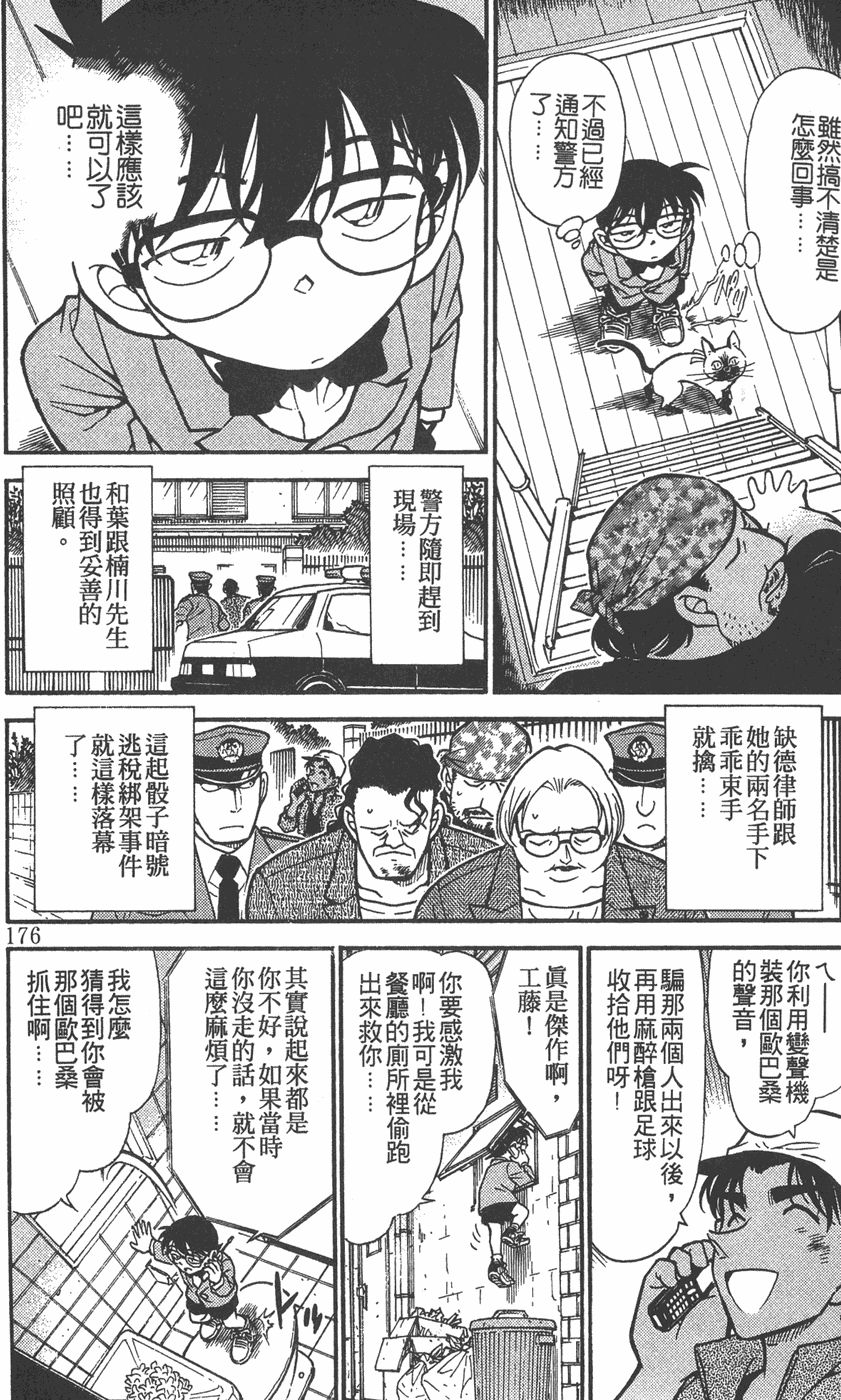 雖然搞不清楚是
怎麼回事……
不過已經
通知警方
了……
這樣應該
就可以了
吧……
警方隨即趕到
現場……
和葉跟楠川先生
也得到妥善的
照顧。
缺德律師跟
她的兩名手下
乖乖束手
就擒……
這起骰子暗號
逃稅綁架事件
就這樣落幕
了……
176
ㄟ——
你利用變聲機
裝那個歐巴桑
的聲音，
騙那兩個人出來以後，
再用麻醉槍跟足球
收拾他們呀！
真是傑作啊，
工藤！
你要感激我
啊！我可是從
餐廳的廁所裡偷跑
出來救你……
其實說起來都是
你不好，如果當時
你沒走的話，就不會
這麼麻煩了……
我怎麼
猜得到你會被
那個歐巴桑
抓住啊……